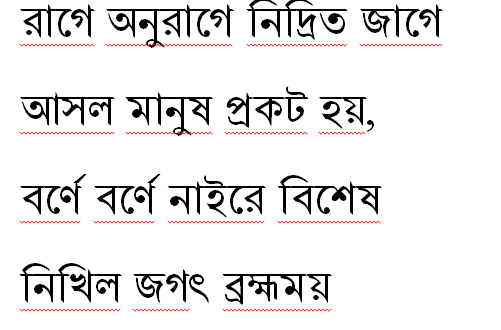 রাগে অনুরাগে নিদ্রিত জাগে
আসল মানুষ প্রকট হয়,
বর্ণে বর্ণে নাইরে বিশেষ
নিখিল জগৎ ব্রহ্মময়